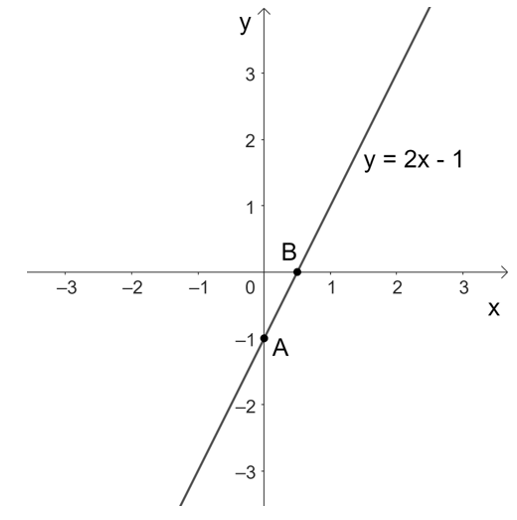 y
3
2
y = 2x - 1
1
B
–3 –2 –1 0 1 2 3
x
–1
A
–2
–3